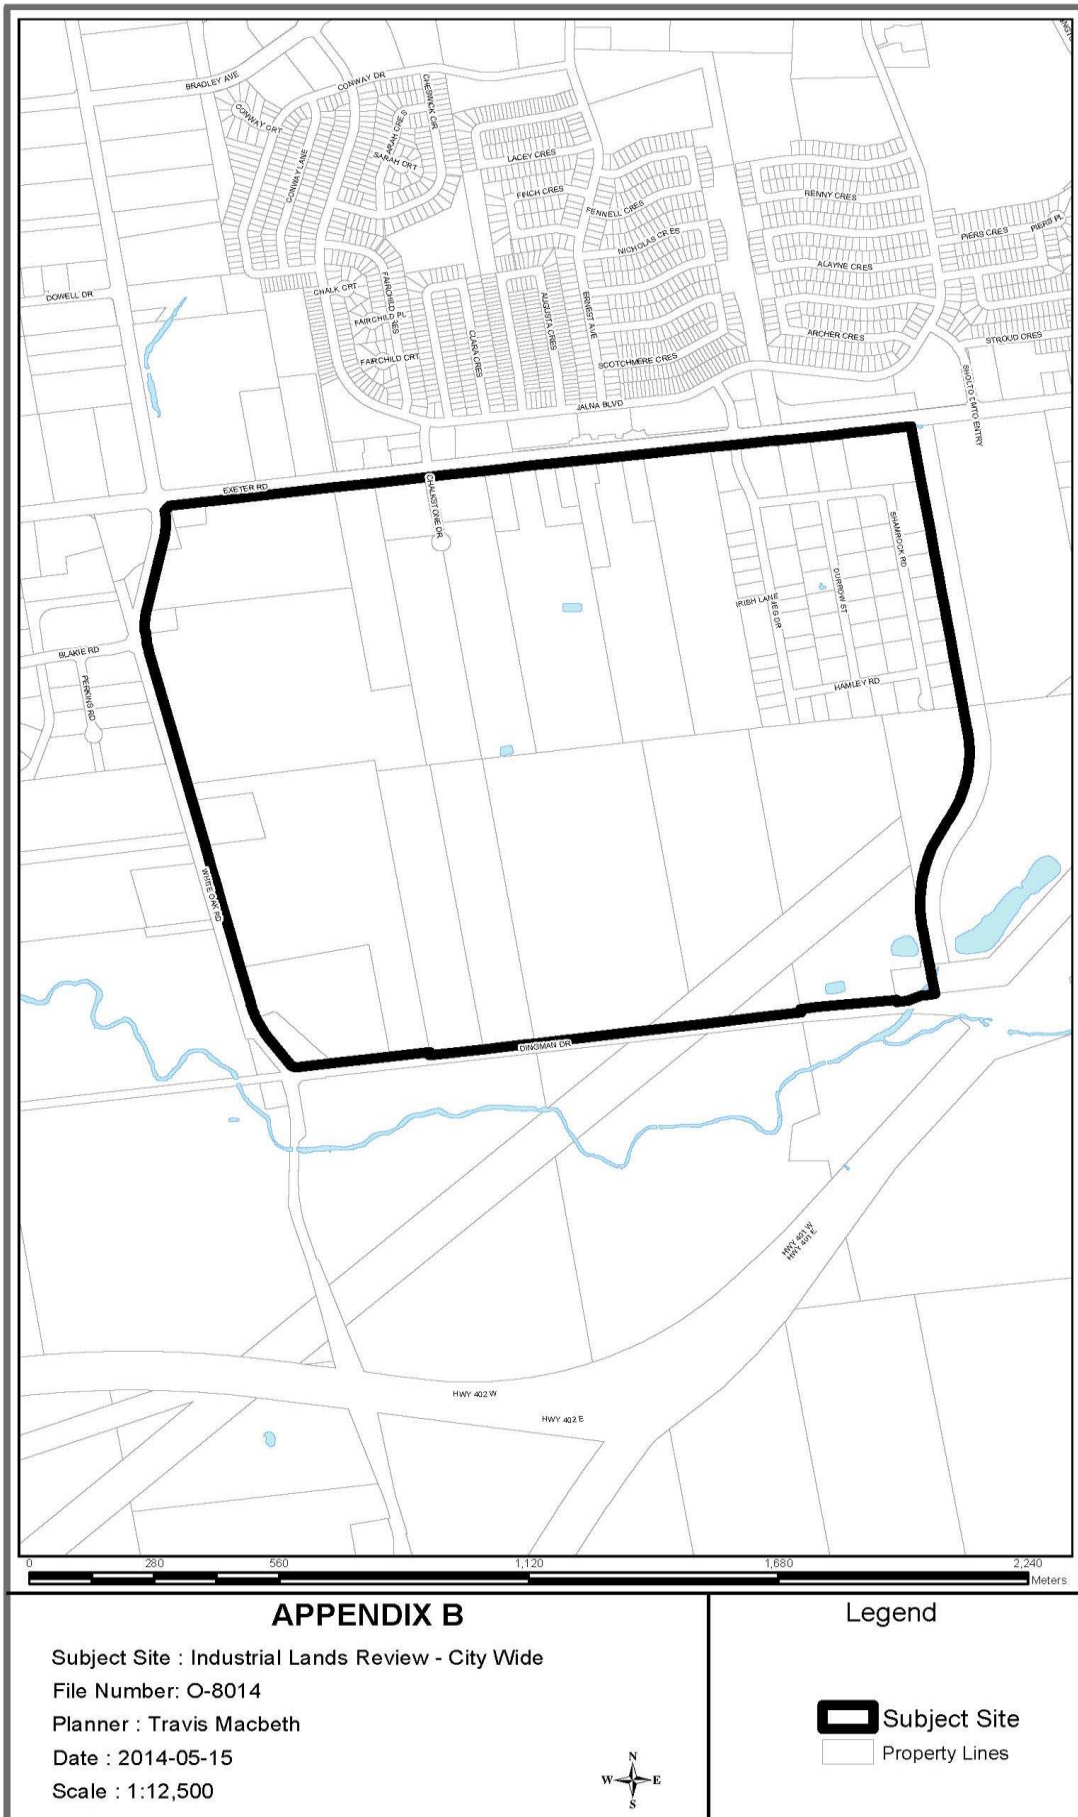 BRADLEY AVE
CONWAY DR
CHESWICK CIR
CONWAY CRT
SARAH CRT
CONWAY LANE
LACEY CRES
FINCH CRES
FENNELL CRES
NICHOLAS CRES
RENNY CRES
PIERS CRES
PIERS PL
ALAYNE CRES
DOWELL DR
CHALK CRT
FAIRCHILD CRES
FAIRCHILD PL
FAIRCHILD CRT
CLARA CRES
AUGUSTA CRES
ERNEST AVE
SCOTCHMERE CRES
ARCHER CRES
STROUD CRES
JALNA BLVD
ENTRY
EXETER RD
CHALKSTONE DR
SHAMROCK RD
DURROW ST
IRISH LANE
MEG DR
HAMLEY RD
BLAKIE RD
PERKINS RD
WHITE OAK RD
DINGMAN DR
HWY 401 W
HWY 401 E
HWY 402 W
HWY 402 E
0 280 560 1,120 1,680 2,240
Meters
APPENDIX B
Subject Site : Industrial Lands Review - City Wide
File Number: O-8014
Planner : Travis Macbeth
Date : 2014-05-15
Scale : 1:12,500
N
W E
S
Legend
Subject Site
Property Lines